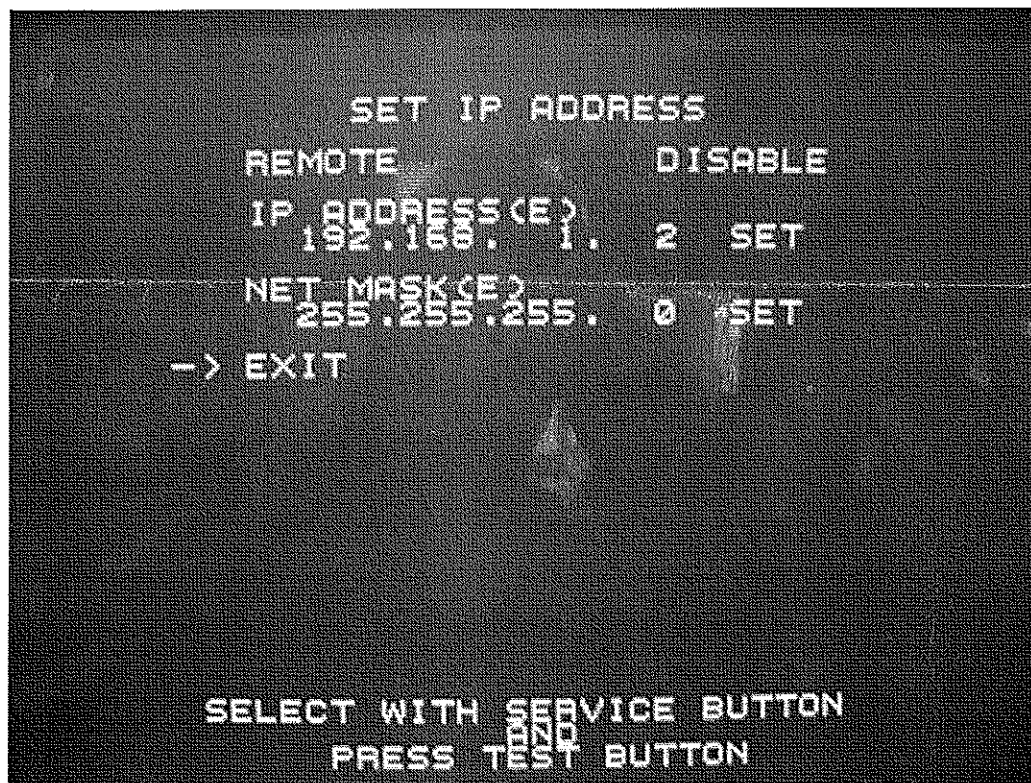 SET IP ADDRESS
REMOTE DISABLE
IP ADDRESS(E)
192.168. 1. 2 SET
NET MASK(E)
255.255.255. 0 SET
-> EXIT
SELECT WITH SERVICE BUTTON
AND
PRESS TEST BUTTON